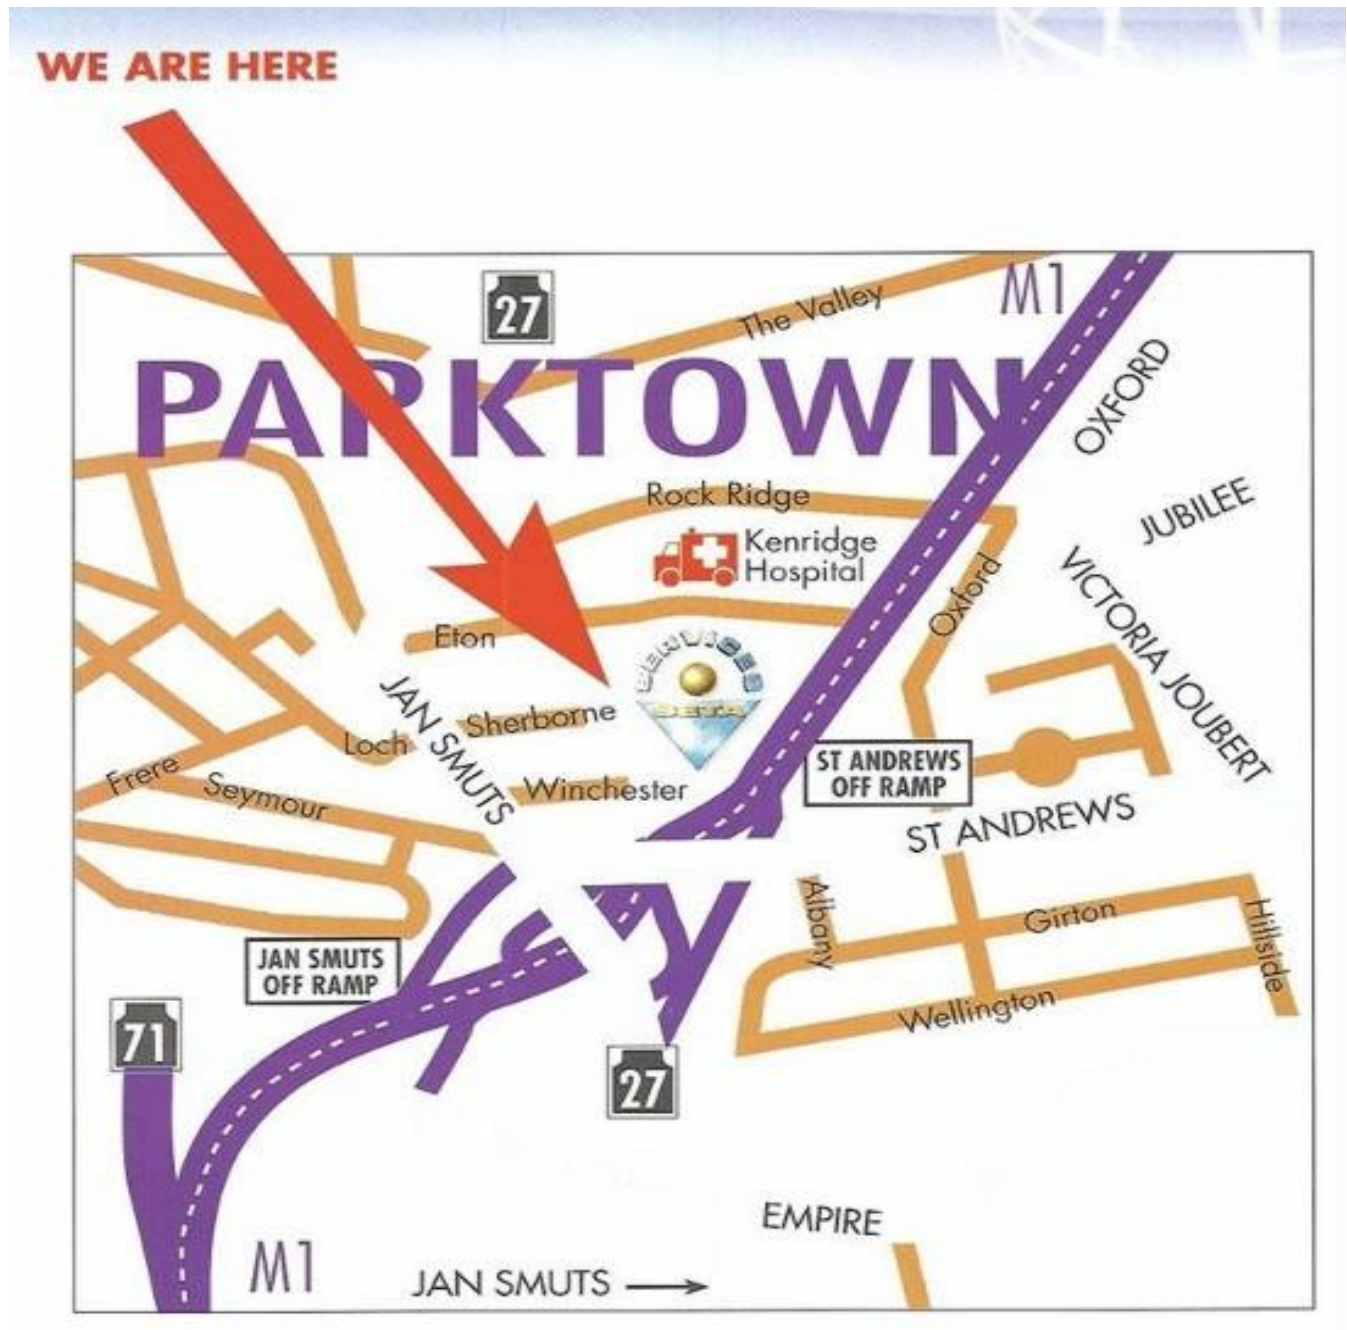 WE ARE HERE
27
The Valley
M1
PARKTOWN
OXFORD
Rock Ridge
JUBILEE
Kenridge
Hospital
Oxford
VICTORIA JOUBERT
Eton
SERVICES
SETA
JAN SMUTS
Sherborne
Loch
Frere
Seymour
Winchester
ST ANDREWS
OFF RAMP
ST ANDREWS
Albany
Girton
Hillside
JAN SMUTS
OFF RAMP
Wellington
71
27
EMPIRE
M1
JAN SMUTS